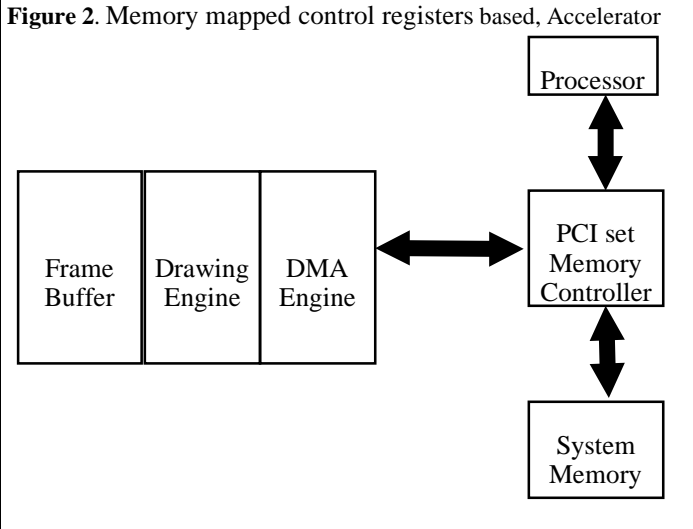 Figure 2. Memory mapped control registers based, Accelerator
Processor
Frame
Buffer
Drawing
Engine
DMA
Engine
PCI set
Memory
Controller
System
Memory